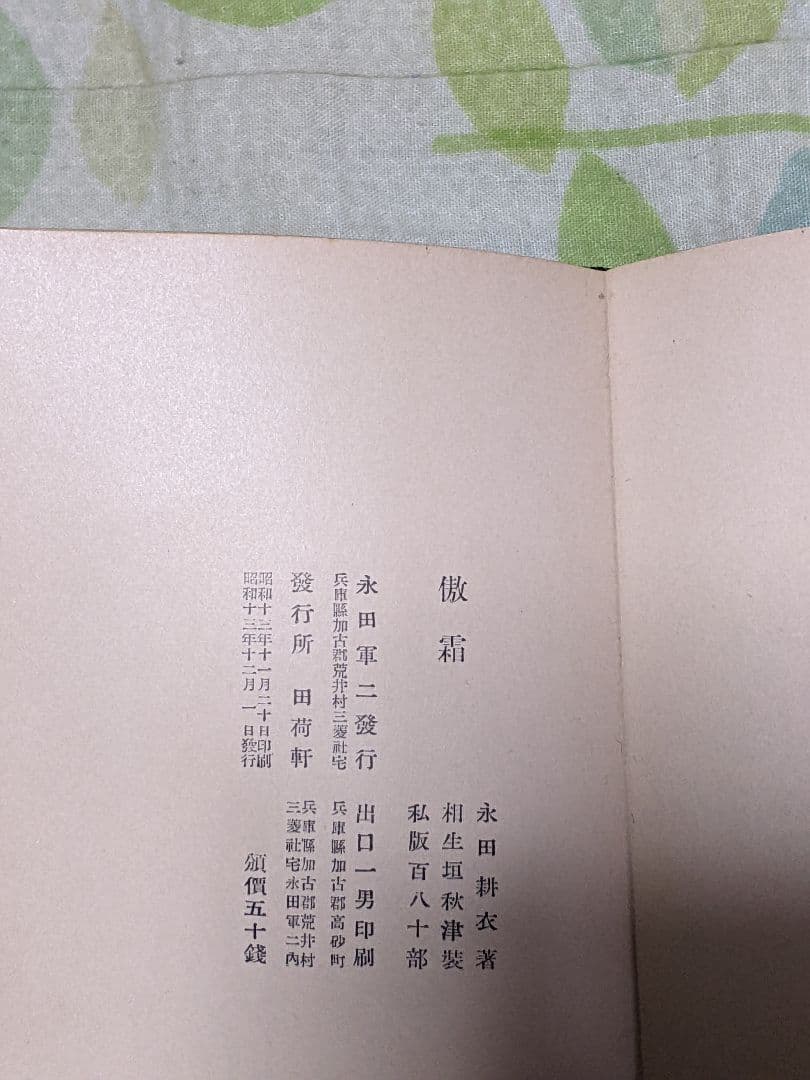 傲霜
永田耕衣著
相生垣秋津裝
私版百八十部
永田軍二發行
兵庫縣加古郡荒井村三菱社宅
出口一男印刷
兵庫縣加古郡高砂町
發行所 田荷軒
兵庫縣加古郡荒井村
三菱社宅永田軍二內
昭和十三年十一月二十日印刷
昭和十三年十二月 一日發行
頒價五十錢